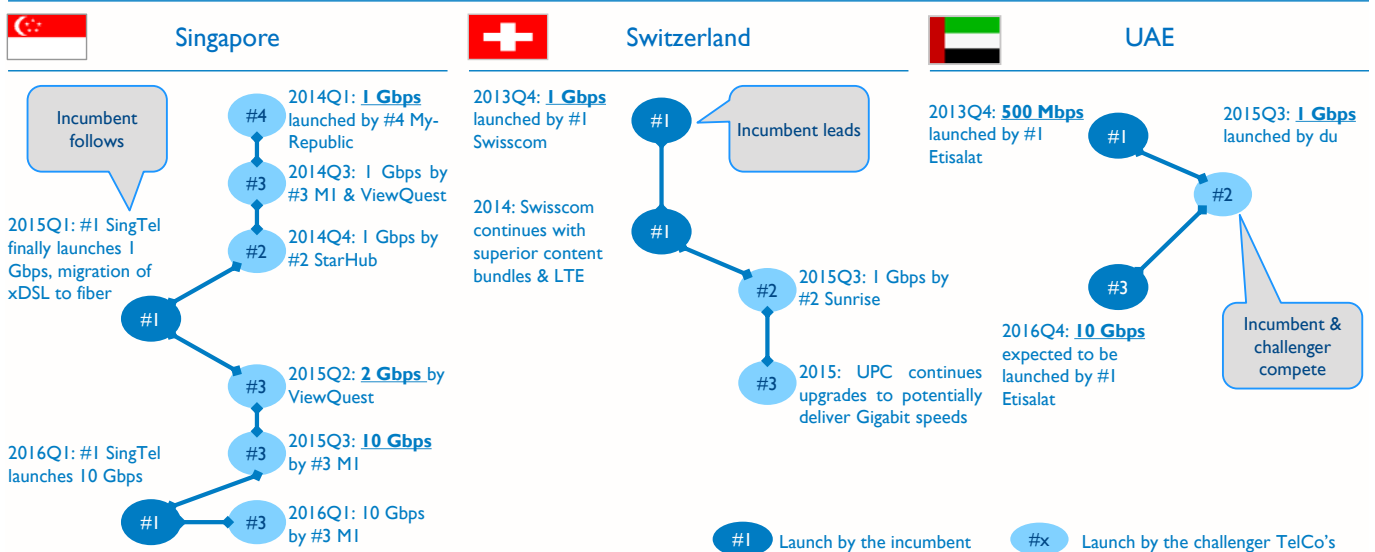 Singapore
Incumbent
follows
#4
2014Q1: 1 Gbps
launched by #4 My-
Republic
#3
2014Q3: 1 Gbps by
#3 M1 & ViewQuest
2015Q1: #1 SingTel
finally launches 1
Gbps, migration of
xDSL to fiber
#2
2014Q4: 1 Gbps by
#2 StarHub
#1
#3
2015Q2: 2 Gbps by
ViewQuest
2016Q1: #1 SingTel
launches 10 Gbps
#3
2015Q3: 10 Gbps
by #3 M1
#1
#3
2016Q1: 10 Gbps
by #3 M1
Switzerland
2013Q4: 1 Gbps
launched by #1
Swisscom
#1
Incumbent leads
2014: Swisscom
continues with
superior content
bundles & LTE
#1
#2
2015Q3: 1 Gbps by
#2 Sunrise
#3
2015: UPC continues
upgrades to potentially
deliver Gigabit speeds
UAE
2013Q4: 500 Mbps
launched by #1
Etisalat
#1
2015Q3: 1 Gbps
launched by du
#2
#3
2016Q4: 10 Gbps
expected to be
launched by #1
Etisalat
Incumbent &
challenger
compete
#1 Launch by the incumbent
#x Launch by the challenger TelCo's